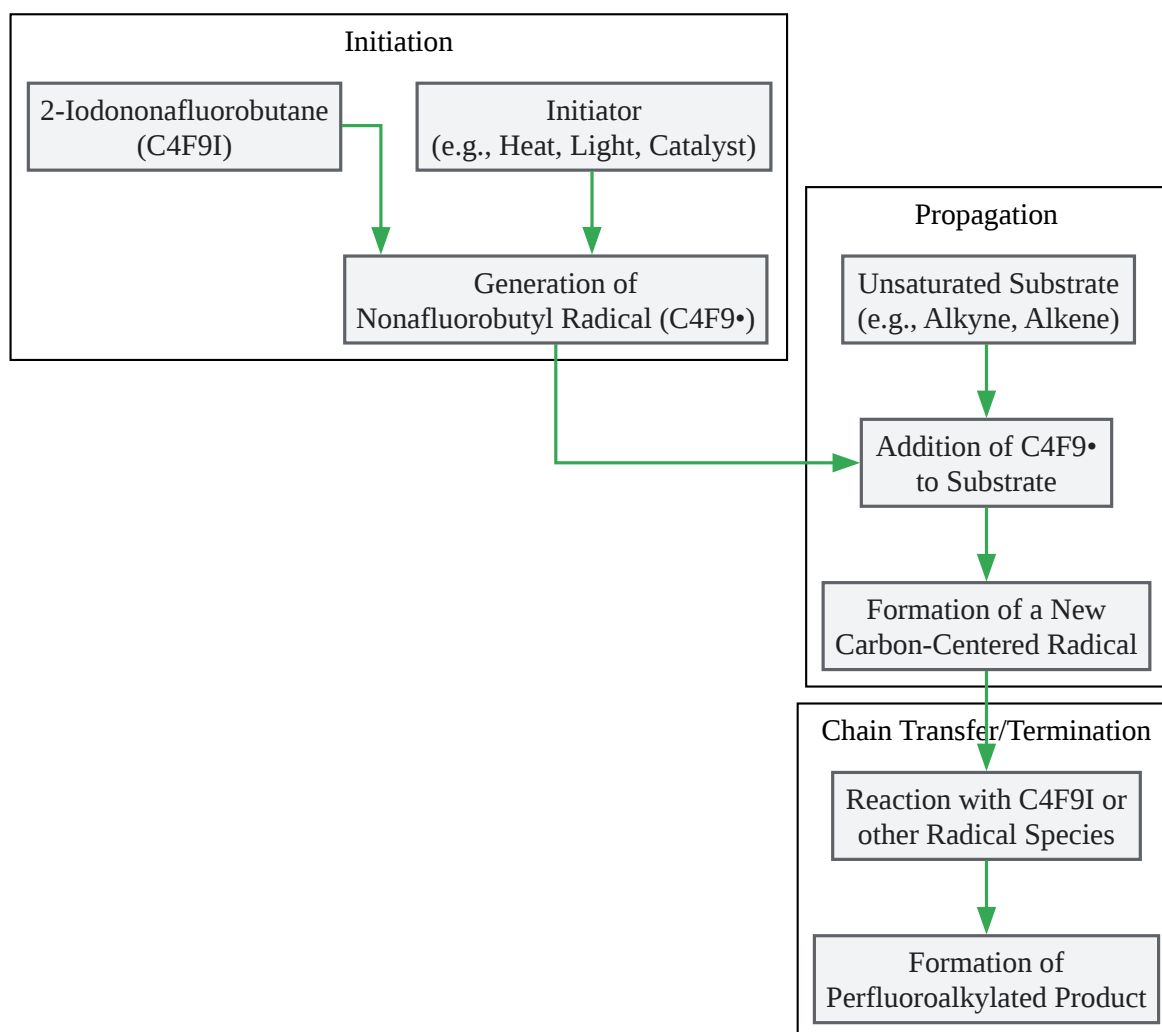 Initiation
2-Iodononafluorobutane
(C4F9I)
Initiator
(e.g., Heat, Light, Catalyst)
Generation of
Nonafluorobutyl Radical (C4F9•)
Propagation
Unsaturated Substrate
(e.g., Alkyne, Alkene)
Addition of C4F9•
to Substrate
Formation of a New
Carbon-Centered Radical
Chain Transfer/Termination
Reaction with C4F9I or
other Radical Species
Formation of
Perfluoroalkylated Product